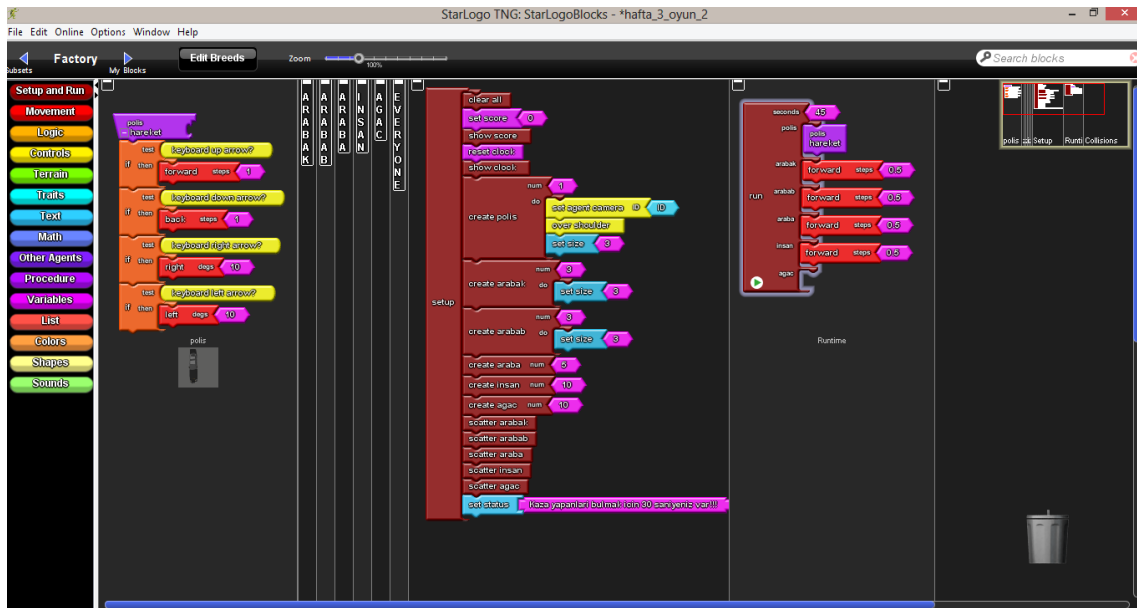 StarLogo TNG: StarLogoBlocks - *hafta_3_oyun_2
File Edit Online Options Window Help
Factory
Subsets
My Blocks
Edit Breeds
Zoom
100%
Search blocks
Setup and Run
Movement
Logic
Controls
Terrain
Traits
Text
Math
Other Agents
Procedure
Variables
List
Colors
Shapes
Sounds
polis
hareket
test keyboard up arrow?
if then
forward steps 1
test keyboard down arrow?
if then
back steps 1
test keyboard right arrow?
if then
right degs 10
test keyboard left arrow?
if then
left degs 10
polis
ARABAK
ARABAB
ARABA
INSAN
AGAC
EVERYONE
setup
clear all
set score 0
show score
reset clock
show clock
create polis
num 1
do
set agent camera ID ID
over shoulder
set size 3
create arabak
num 3
do set size 3
create arabab
num 3
do set size 3
create araba num 5
create insan num 10
create agac num 10
scatter arabak
scatter arabab
scatter araba
scatter insan
scatter agac
set status Kaza yapanlari bulmak icin 30 saniyeniz var!!!
run
seconds 45
polis
polis
hareket
arabak
forward steps 0,5
arabab
forward steps 0,5
araba
forward steps 0,5
insan
forward steps 0,5
agac
Runtime
polis
Setup
Runti
Collisions